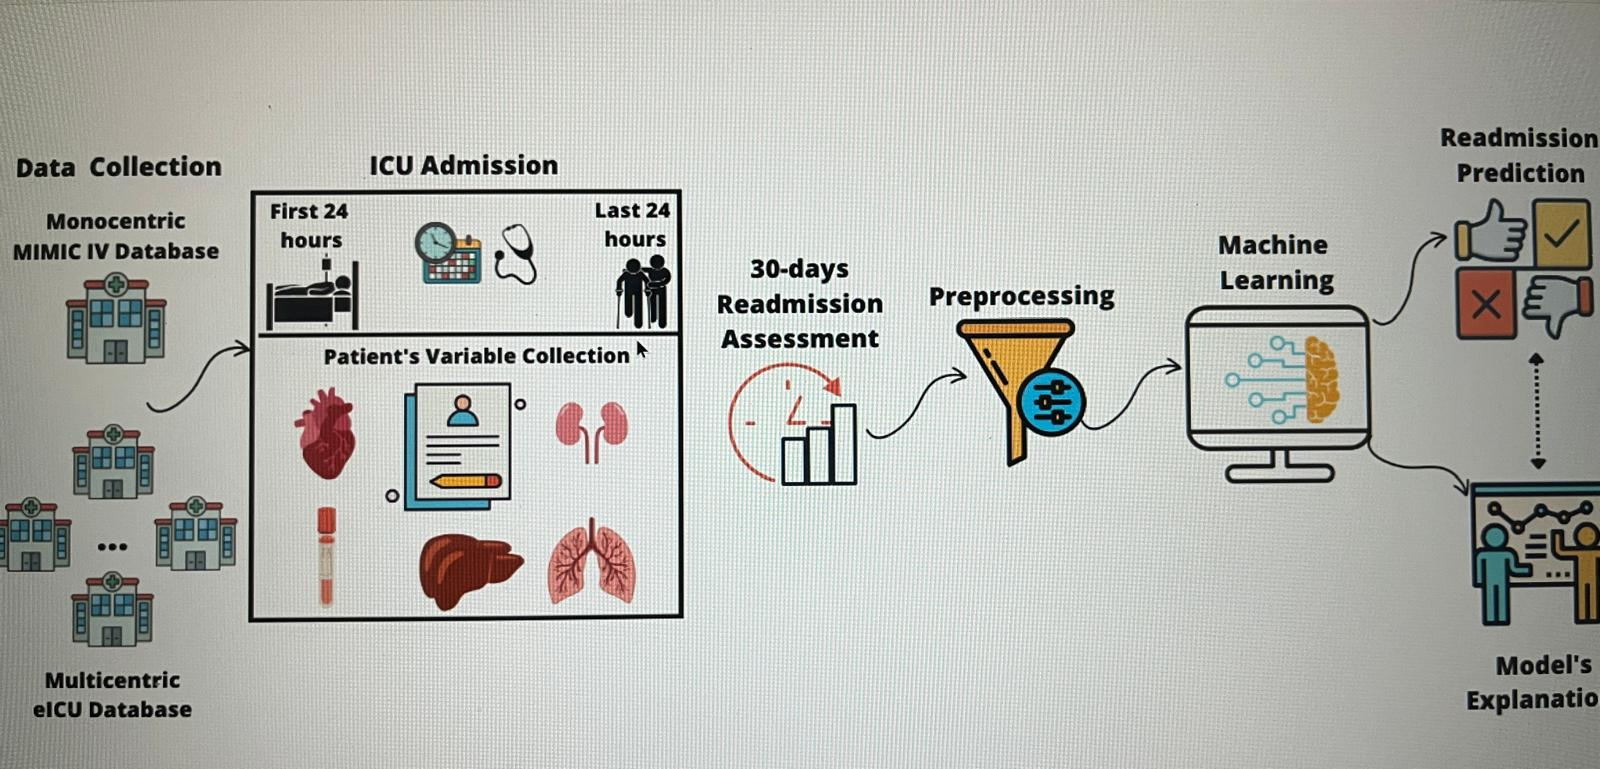 Data Collection
Monocentric
MIMIC IV Database
Multicentric
eICU Database
ICU Admission
First 24
hours
Last 24
hours
Patient's Variable Collection
30-days
Readmission
Assessment
Preprocessing
Machine
Learning
Readmission
Prediction
Model's
Explanatio